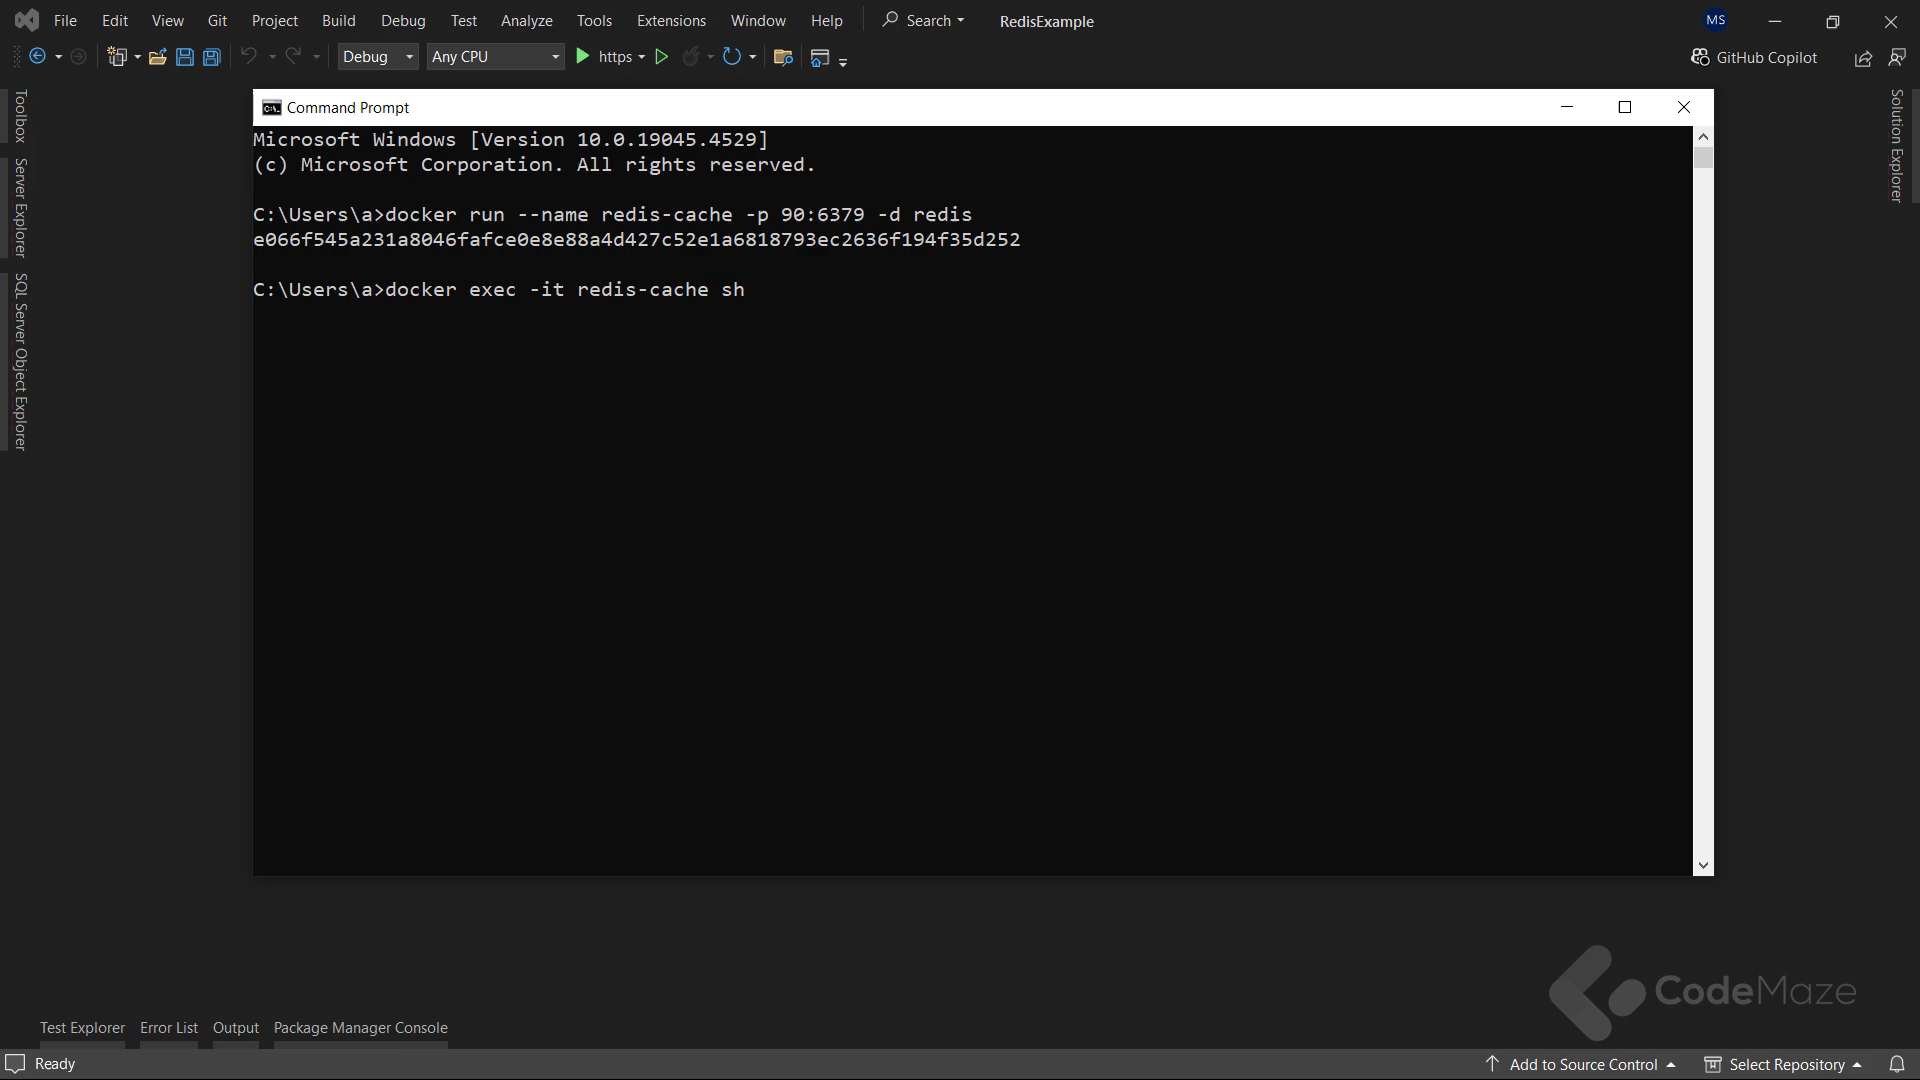 File Edit View Git Project Build Debug Test Analyze Tools Extensions Window Help Search RedisExample MS
Debug Any CPU https GitHub Copilot
Toolbox
Server Explorer
SQL Server Object Explorer
Solution Explorer
Command Prompt
Microsoft Windows [Version 10.0.19045.4529]
(c) Microsoft Corporation. All rights reserved.
C:\Users\a>docker run --name redis-cache -p 90:6379 -d redis
e066f545a231a8046fafce0e8e88a4d427c52e1a6818793ec2636f194f35d252
C:\Users\a>docker exec -it redis-cache sh
CodeMaze
Test Explorer Error List Output Package Manager Console
Ready Add to Source Control Select Repository